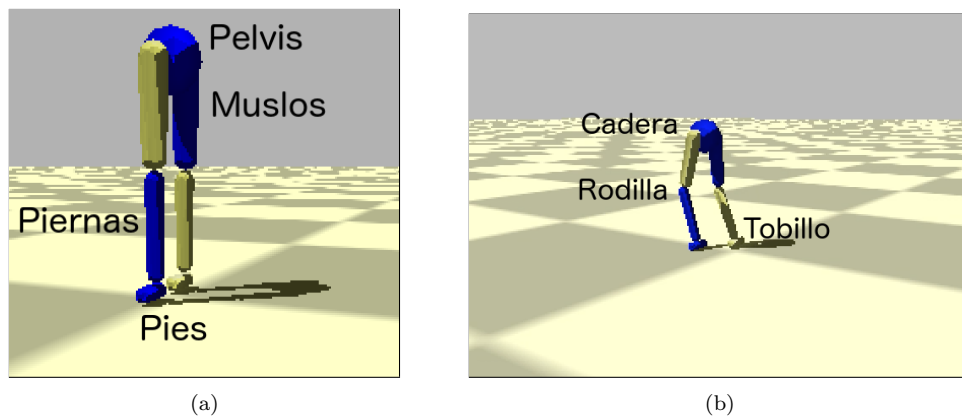 Pelvis
Muslos
Piernas
Pies
(a)
Cadera
Rodilla
Tobillo
(b)